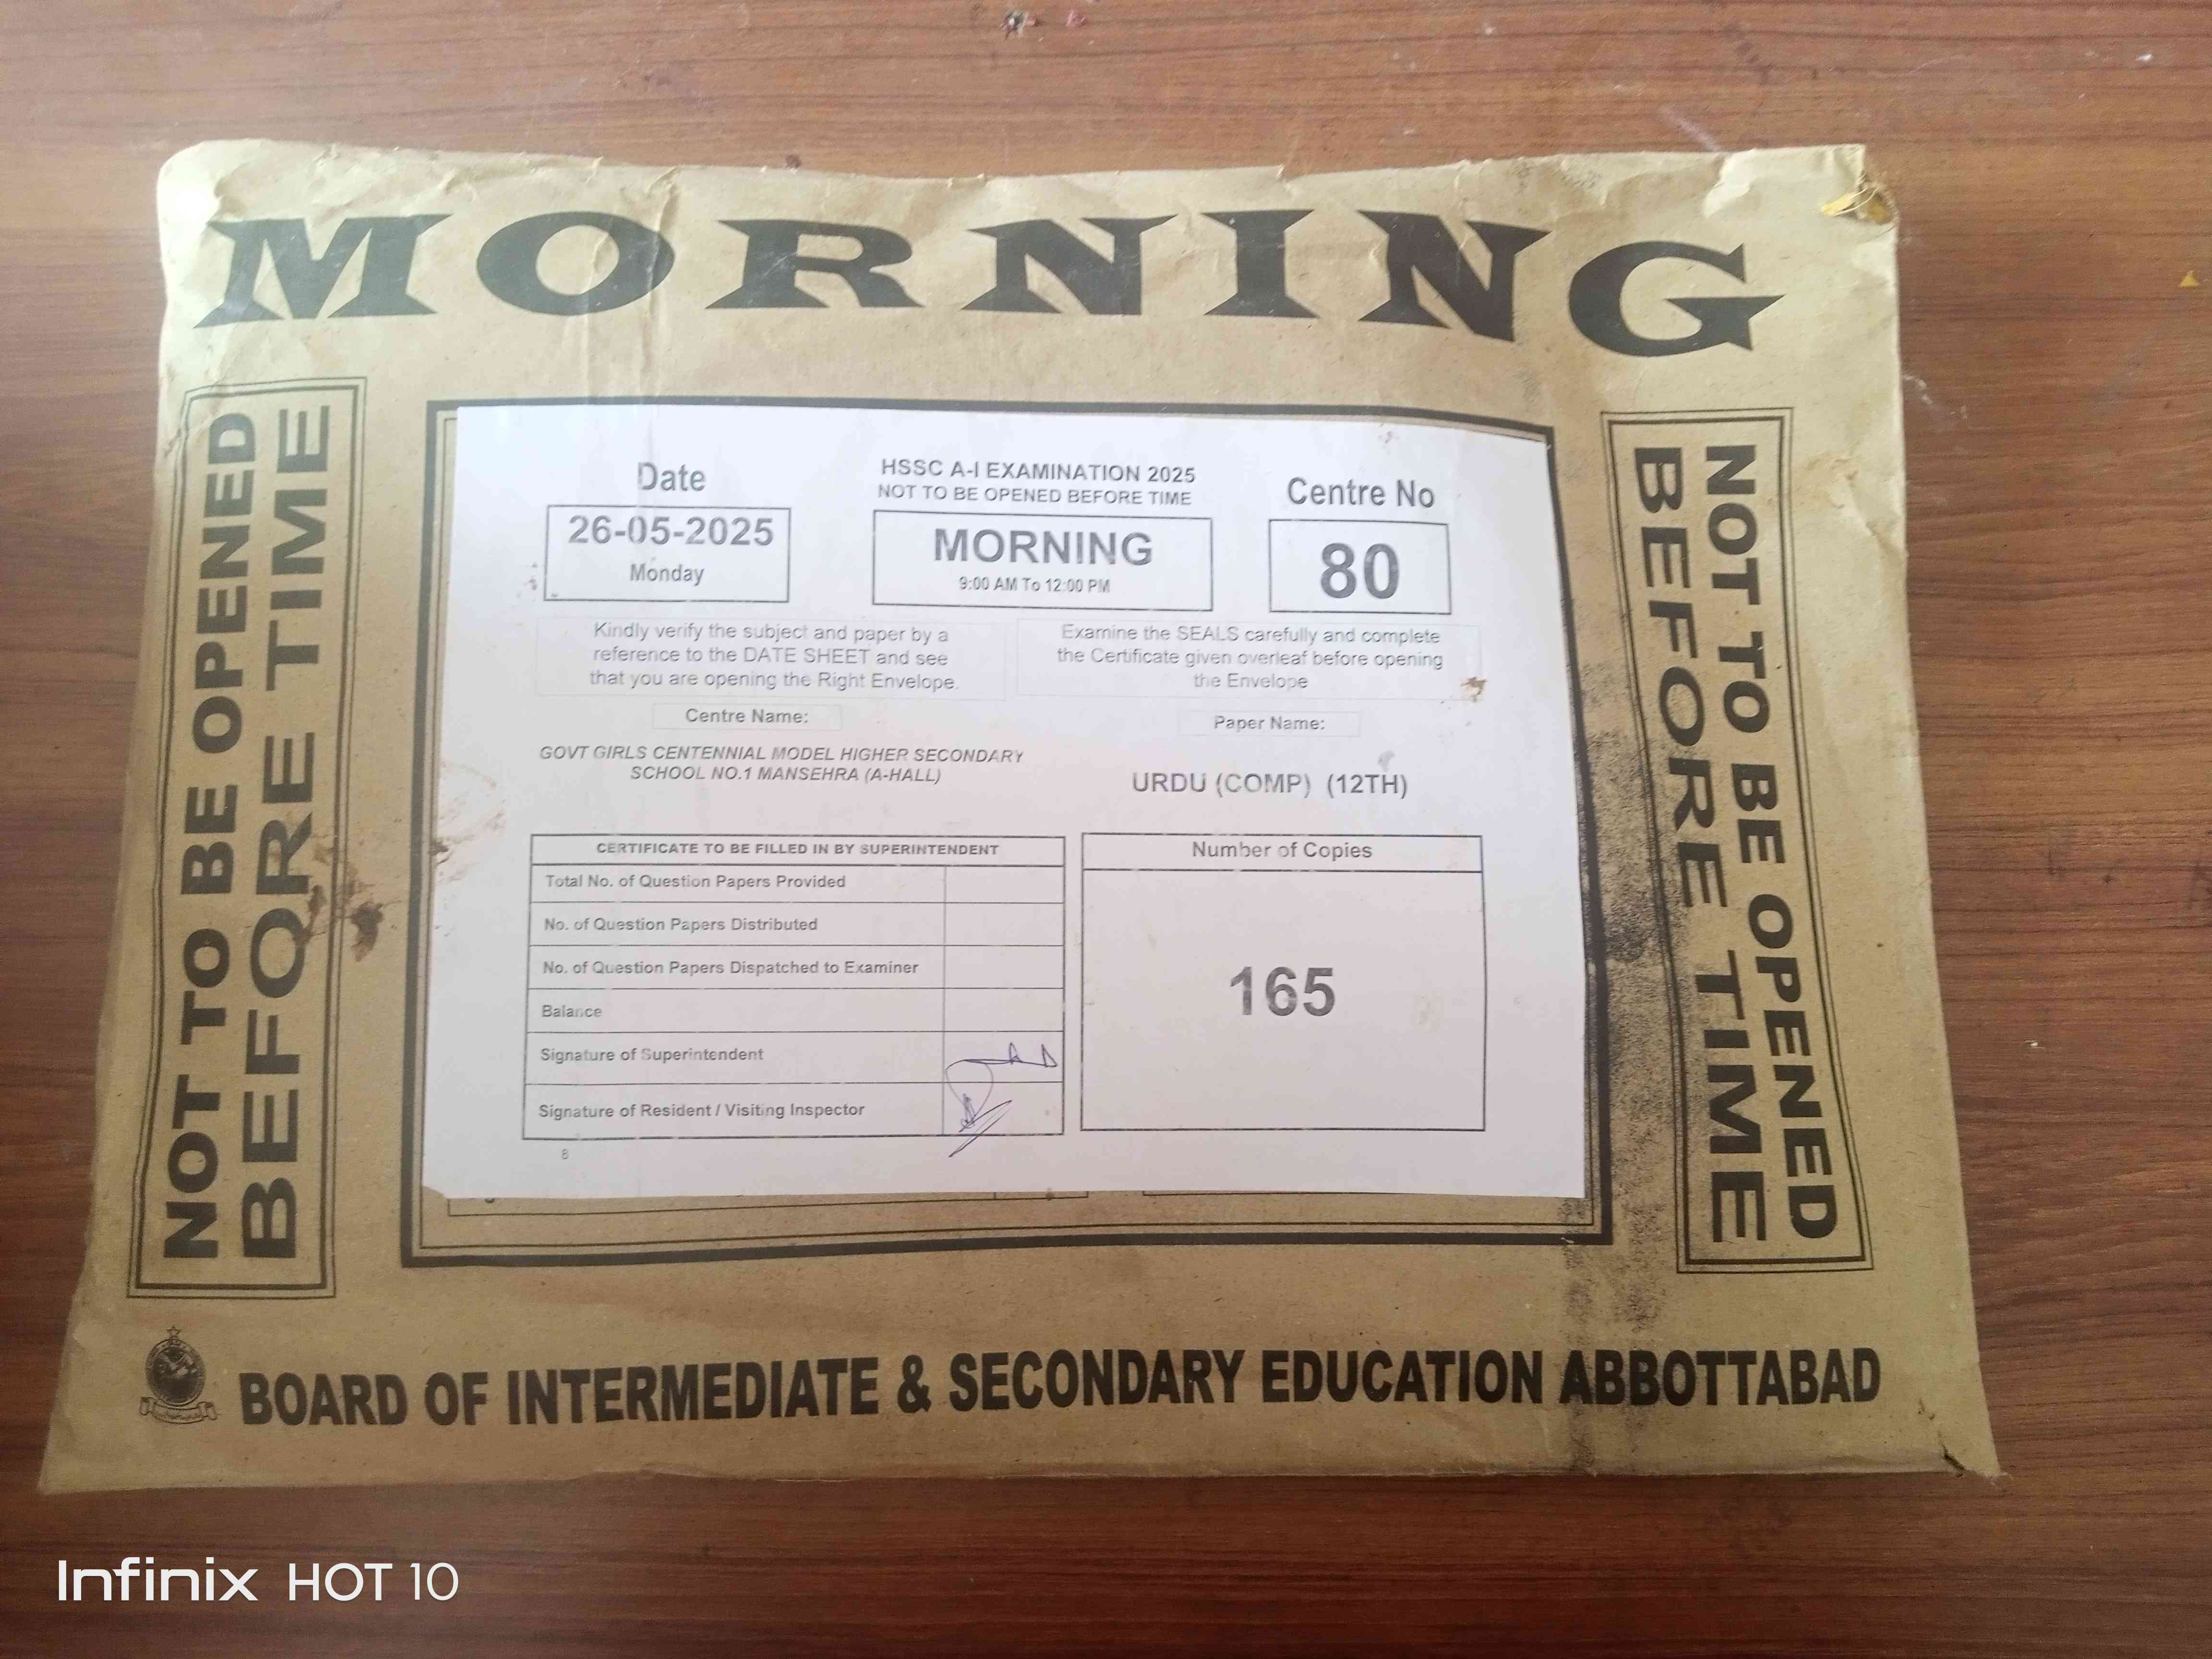 MORNING
NOT TO BE OPENED
BEFORE TIME
Date
26-05-2025
Monday
HSSC A-I EXAMINATION 2025
NOT TO BE OPENED BEFORE TIME
MORNING
9:00 AM To 12:00 PM
Centre No
80
Kindly verify the subject and paper by a
reference to the DATE SHEET and see
that you are opening the Right Envelope.
Examine the SEALS carefully and complete
the Certificate given overleaf before opening
the Envelope
Centre Name:
GOVT GIRLS CENTENNIAL MODEL HIGHER SECONDARY
SCHOOL NO.1 MANSEHRA (A-HALL)
Paper Name:
URDU (COMP) (12TH)
CERTIFICATE TO BE FILLED IN BY SUPERINTENDENT
Total No. of Question Papers Provided
No. of Question Papers Distributed
No. of Question Papers Dispatched to Examiner
Balance
Signature of Superintendent
Signature of Resident / Visiting Inspector
Number of Copies
165
NOT TO BE OPENED
BEFORE TIME
BOARD OF INTERMEDIATE & SECONDARY EDUCATION ABBOTTABAD
Infinix HOT 10